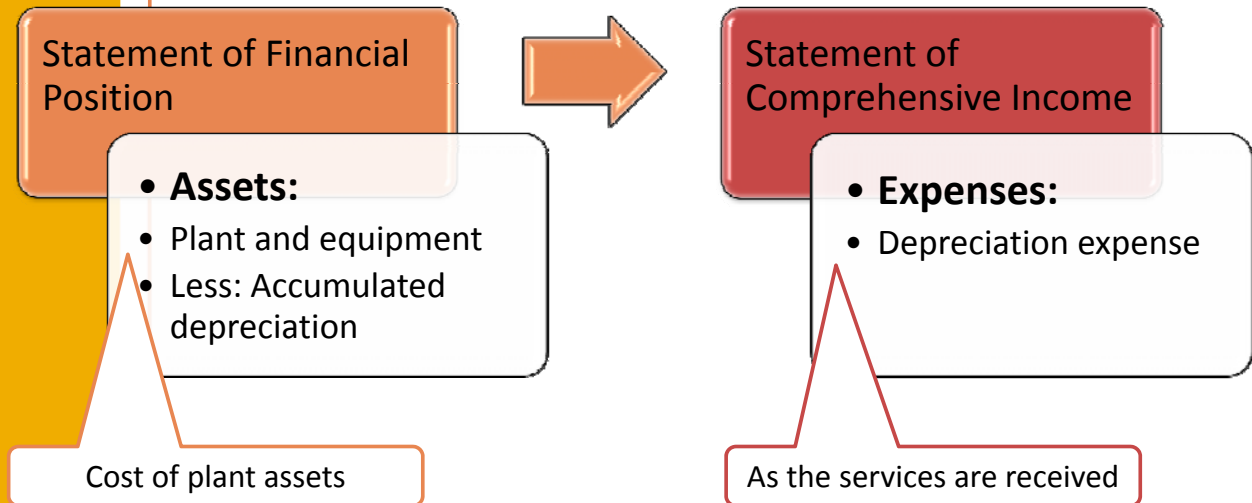 Statement of Financial
Position
• Assets:
• Plant and equipment
• Less: Accumulated
depreciation
Cost of plant assets
Statement of
Comprehensive Income
• Expenses:
• Depreciation expense
As the services are received